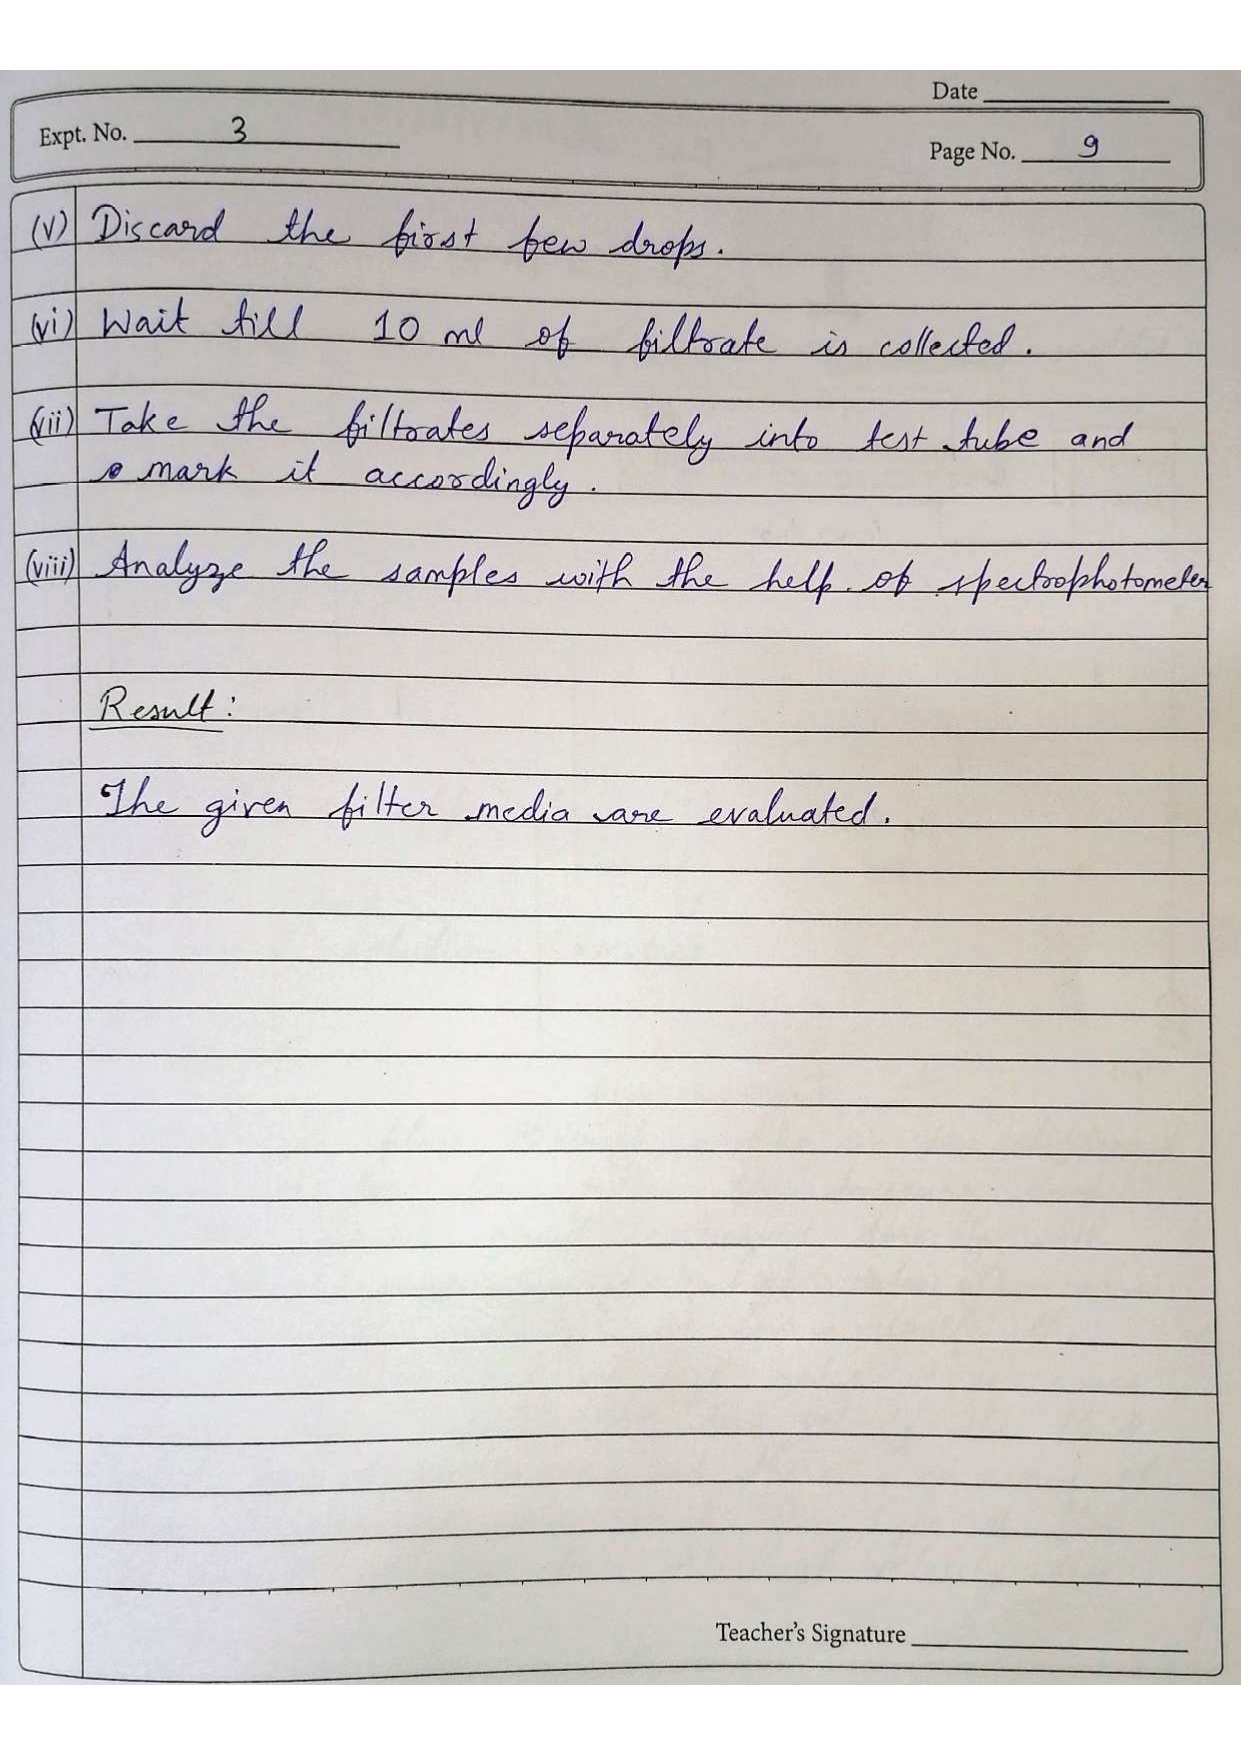 Date
Expt. No. 3
Page No. 9
(v) Discard the first few drops.
(vi) Wait till 10 ml of filtrate is collected.
(vii) Take the filtrates separately into test tube and
mark it accordingly.
(viii) Analyze the samples with the help of spectrophotometer
Result:
The given filter media are evaluated.
Teacher's Signature